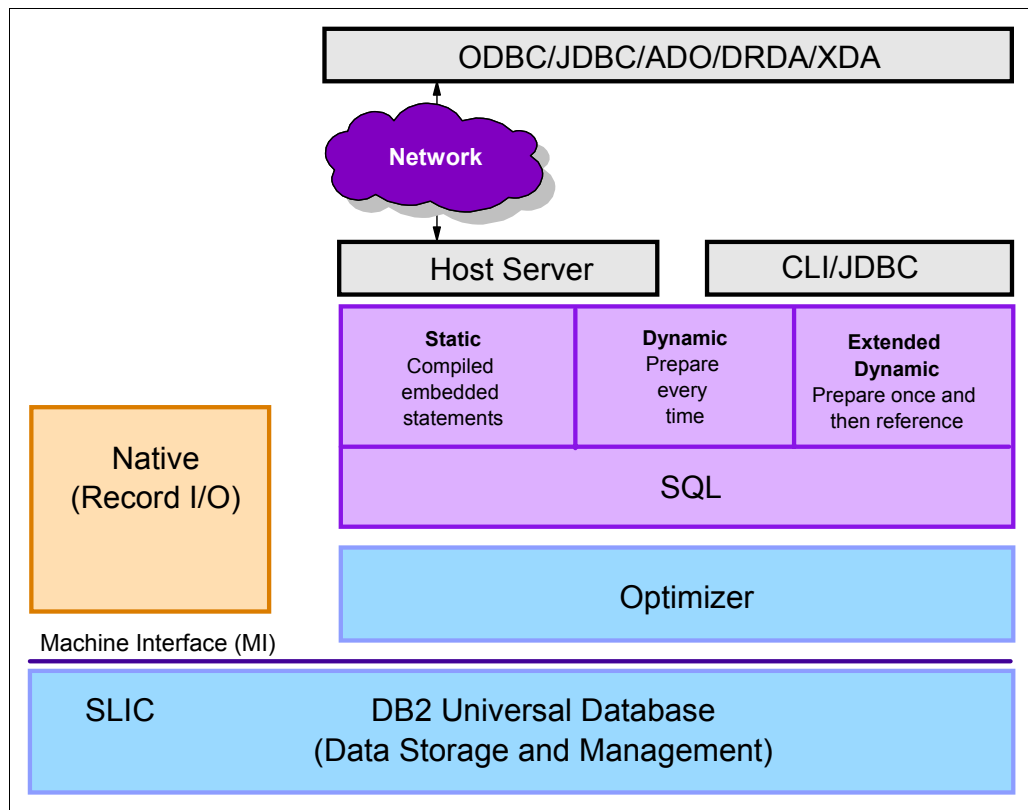 ODBC/JDBC/ADO/DRDA/XDA
Network
Host Server
CLI/JDBC
Static
Compiled
embedded
statements
Dynamic
Prepare
every
time
Extended
Dynamic
Prepare once and
then reference
SQL
Native
(Record I/O)
Optimizer
Machine Interface (MI)
SLIC
DB2 Universal Database
(Data Storage and Management)